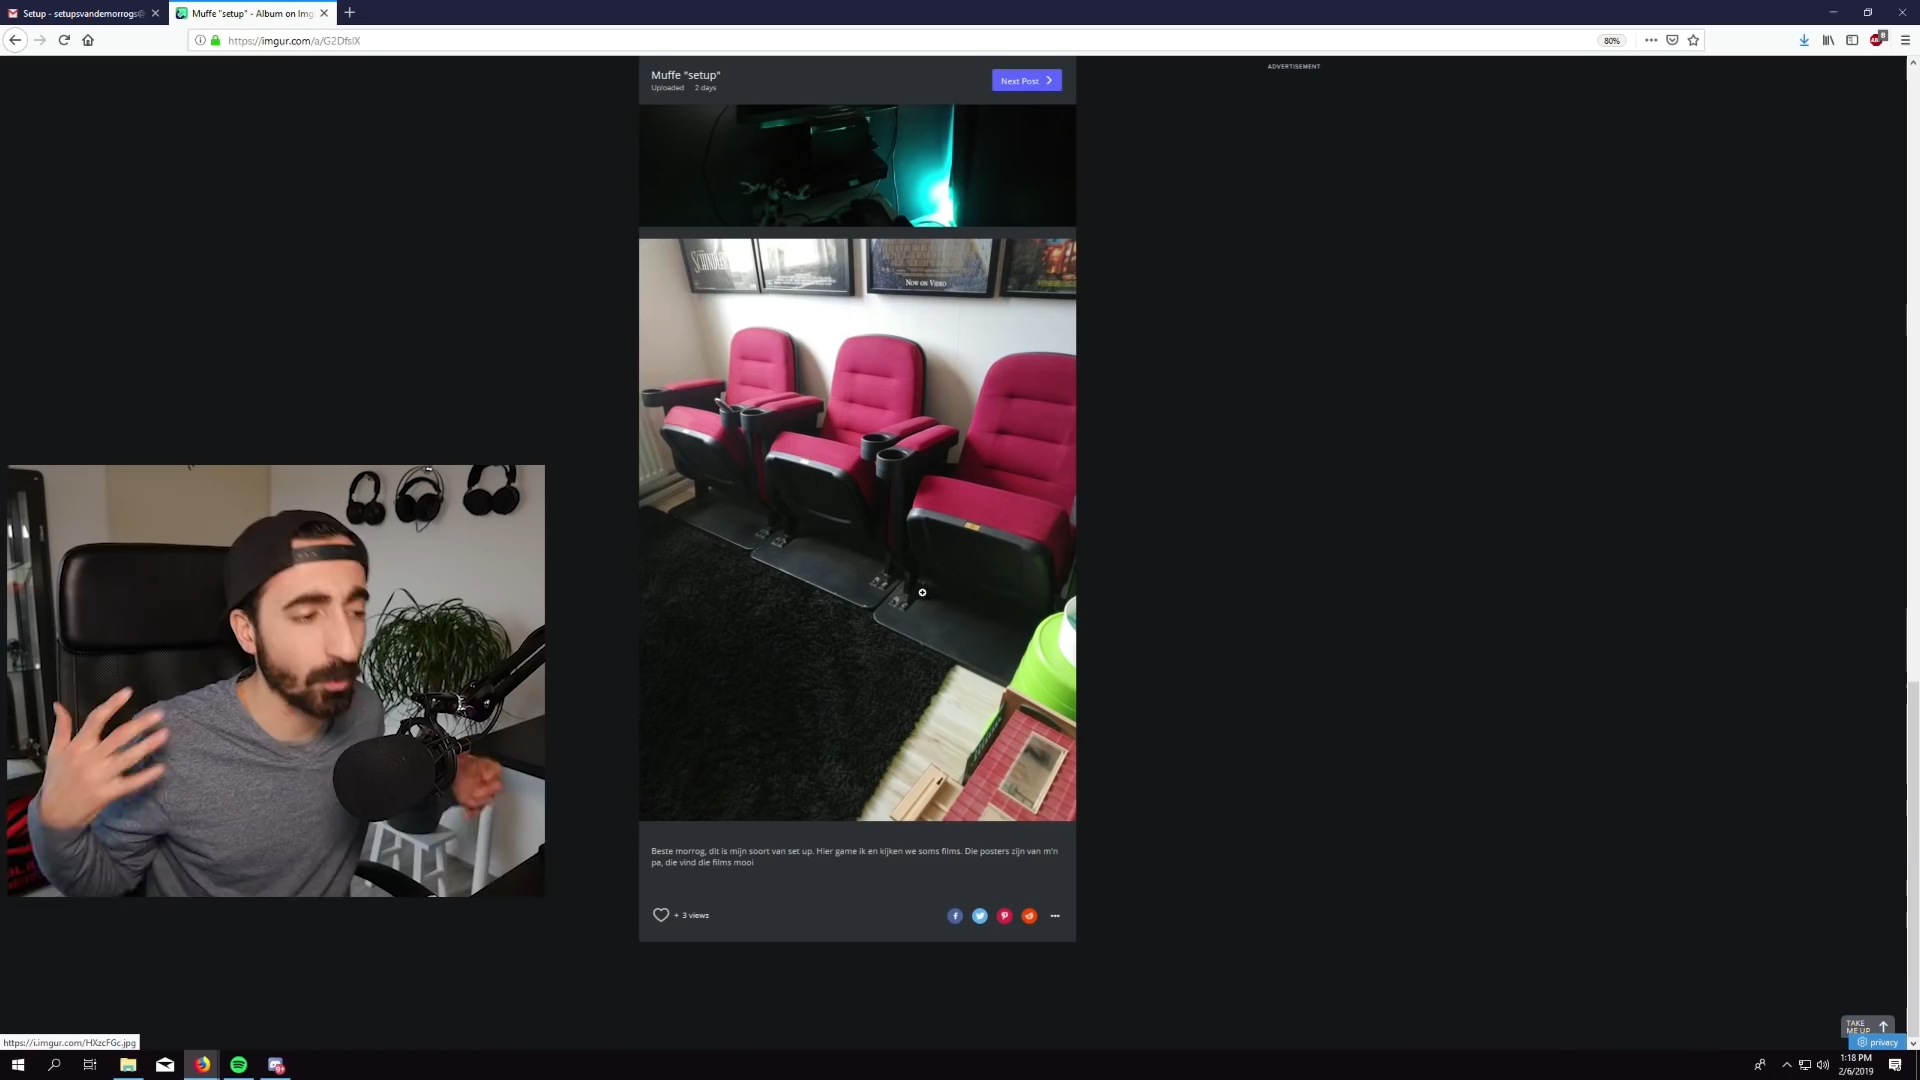 Setup - setupsvandemorrogs@
Muffe "setup" - Album on Img
https://imgur.com/a/G2DfslX
80%
Muffe "setup"
Uploaded 2 days
Next Post
ADVERTISEMENT
SCHINDLER
NOW ON VIDEO
Beste morrog, dit is mijn soort van set up. Hier game ik en kijken we soms films. Die posters zijn van m'n
pa, die vind die films mooi
+ 3 views
TAKE
ME UP
privacy
https://i.imgur.com/HXzcFGc.jpg
1:18 PM
2/6/2019